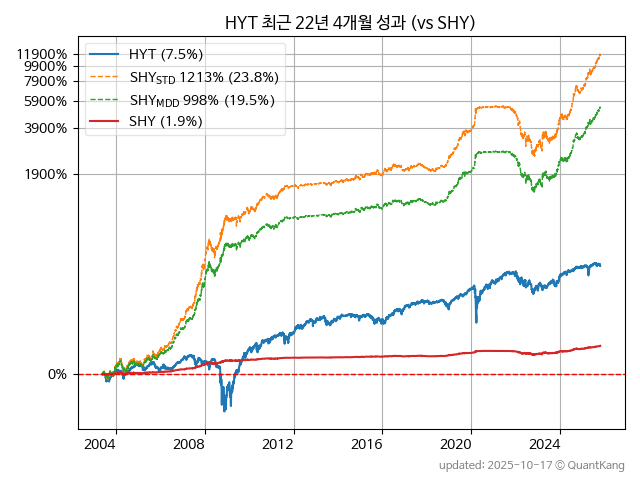 HYT 최근 22년 4개월 성과 (vs SHY)
11900%
9900%
7900%
5900%
3900%
1900%
0%
HYT (7.5%)
SHY_STD 1213% (23.8%)
SHY_MDD 998% (19.5%)
SHY (1.9%)
2004 2008 2012 2016 2020 2024
updated: 2025-10-17 © QuantKang